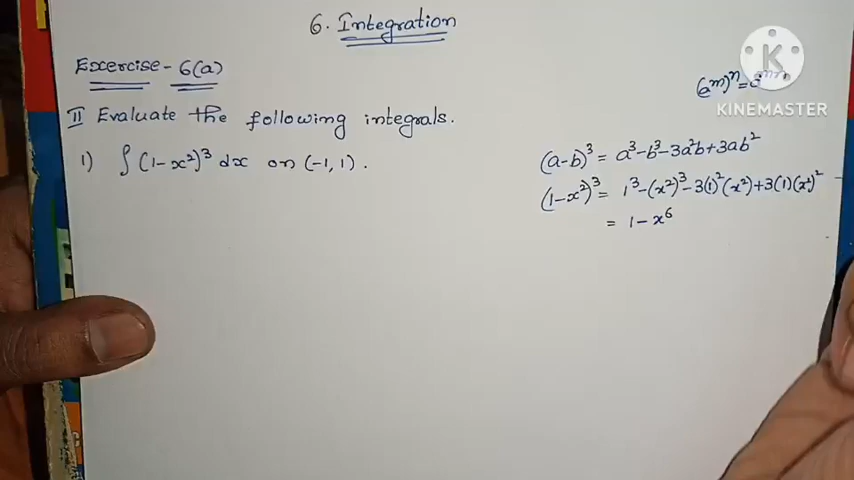 6. Integration
Exercise - 6(a)
II Evaluate the following integrals.
1) ∫ (1-x²)³ dx on (-1, 1).
K
KINEMASTER
(a-b)³ = a³-b³-3a²b+3ab²
(1-x²)³ = 1³-(x²)³-3(1)²(x²)+3(1)(x²)²
= 1-x⁶